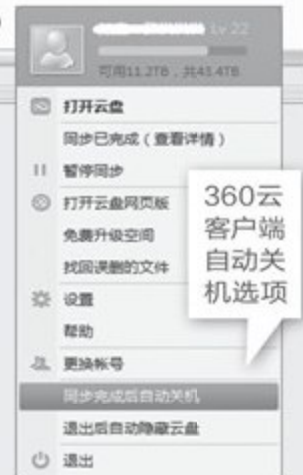 Lv 22
可用11.2TB，共43.4TB
打开云盘
同步已完成（查看详情）
暂停同步
打开云盘网页版
免费升级空间
找回误删的文件
设置
帮助
更换帐号
同步完成后自动关机
退出后自动隐藏云盘
退出
360云
客户端
自动关
机选项